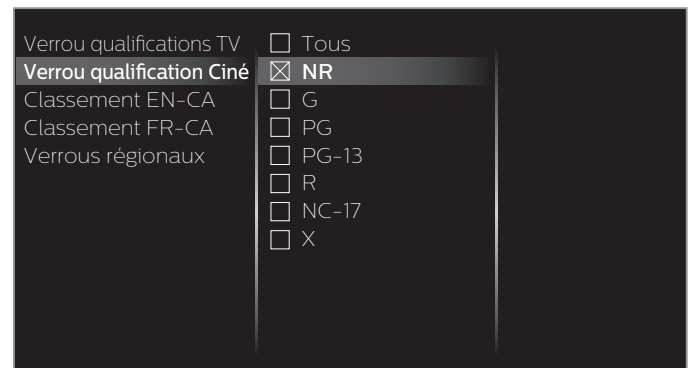 Verrou qualifications TV
Verrou qualification Ciné
Classement EN-CA
Classement FR-CA
Verrous régionaux
Tous
NR
G
PG
PG-13
R
NC-17
X